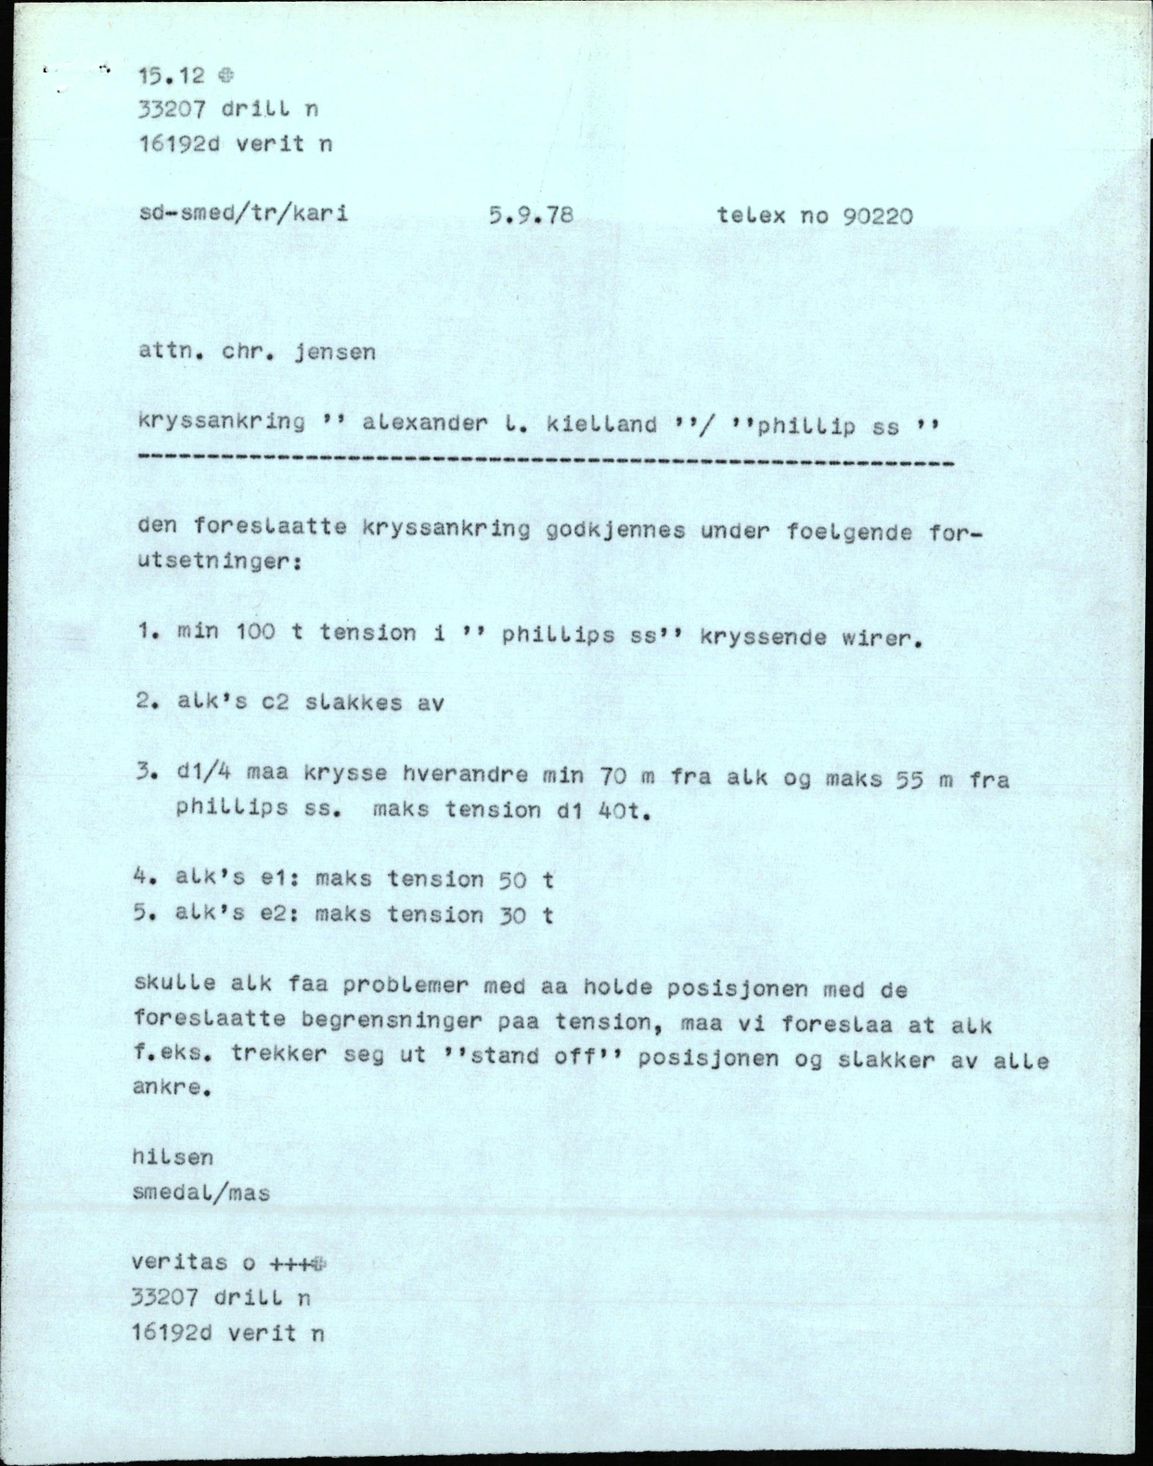 15.12 ✠
33207 drill n
16192d verit n
sd-smed/tr/kari 5.9.78 telex no 90220
attn. chr. jensen
kryssankring '' alexander l. kielland ''/ ''phillip ss ''
-----------------------------------------------------------
den foreslaatte kryssankring godkjennes under foelgende for-
utsetninger:
1. min 100 t tension i '' phillips ss'' kryssende wirer.
2. alk's c2 slakkes av
3. d1/4 maa krysse hverandre min 70 m fra alk og maks 55 m fra
phillips ss. maks tension d1 40t.
4. alk's e1: maks tension 50 t
5. alk's e2: maks tension 30 t
skulle alk faa problemer med aa holde posisjonen med de
foreslaatte begrensninger paa tension, maa vi foreslaa at alk
f.eks. trekker seg ut ''stand off'' posisjonen og slakker av alle
ankre.
hilsen
smedal/mas
veritas o +++✠
33207 drill n
16192d verit n